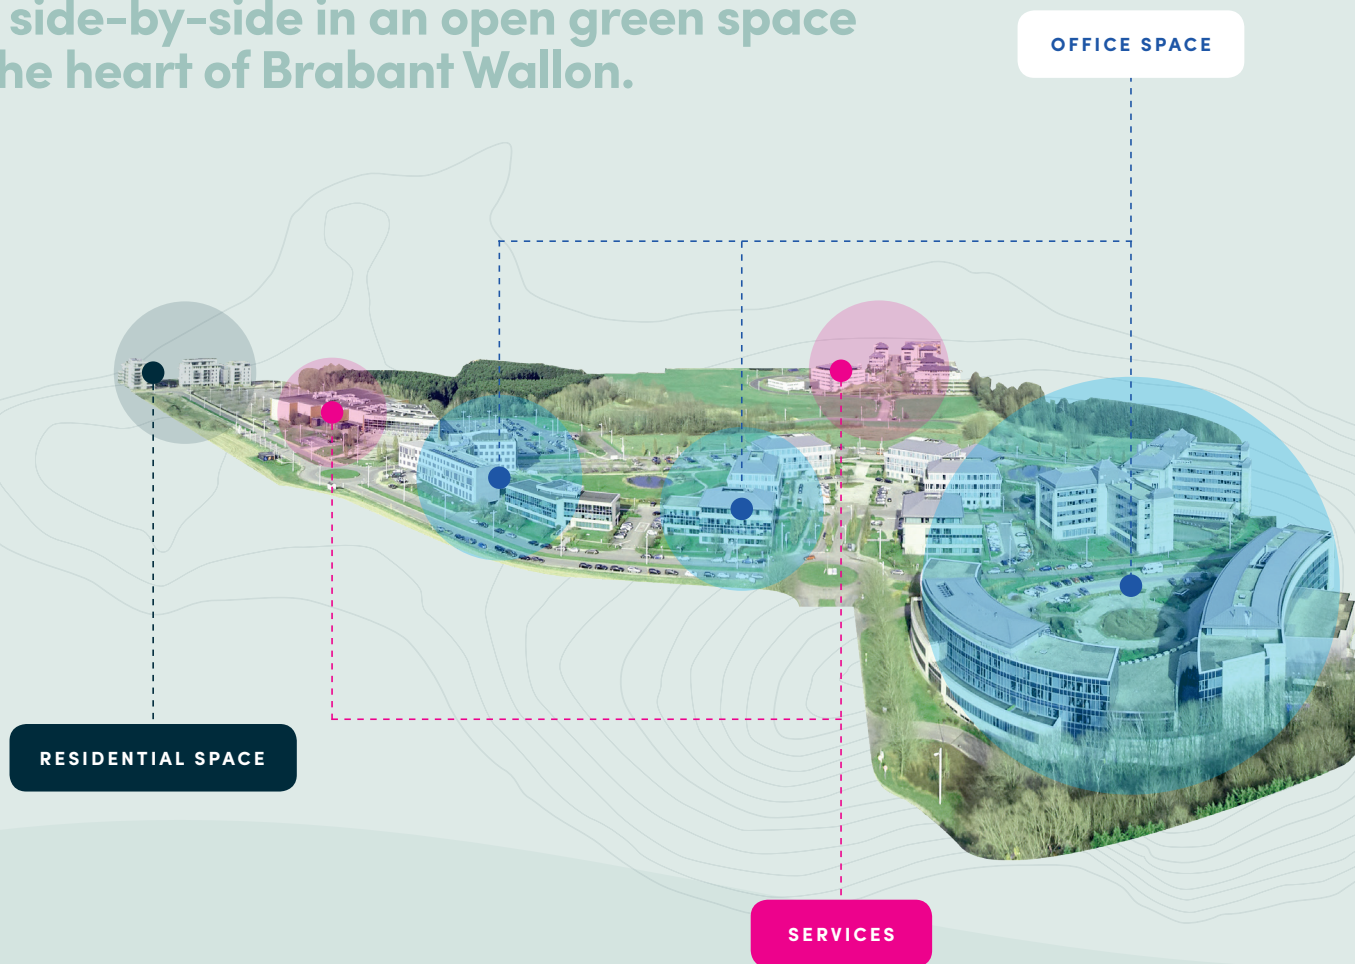 side-by-side in an open green space
he heart of Brabant Wallon.
OFFICE SPACE
RESIDENTIAL SPACE
SERVICES